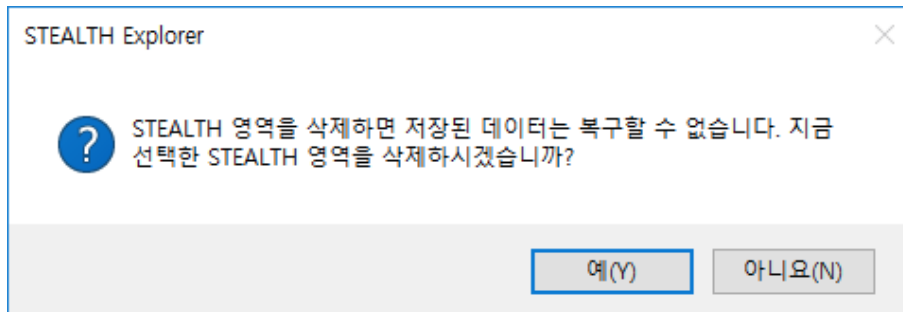 STEALTH Explorer
STEALTH 영역을 삭제하면 저장된 데이터는 복구할 수 없습니다. 지금
선택한 STEALTH 영역을 삭제하시겠습니까?
예(Y)
아니요(N)